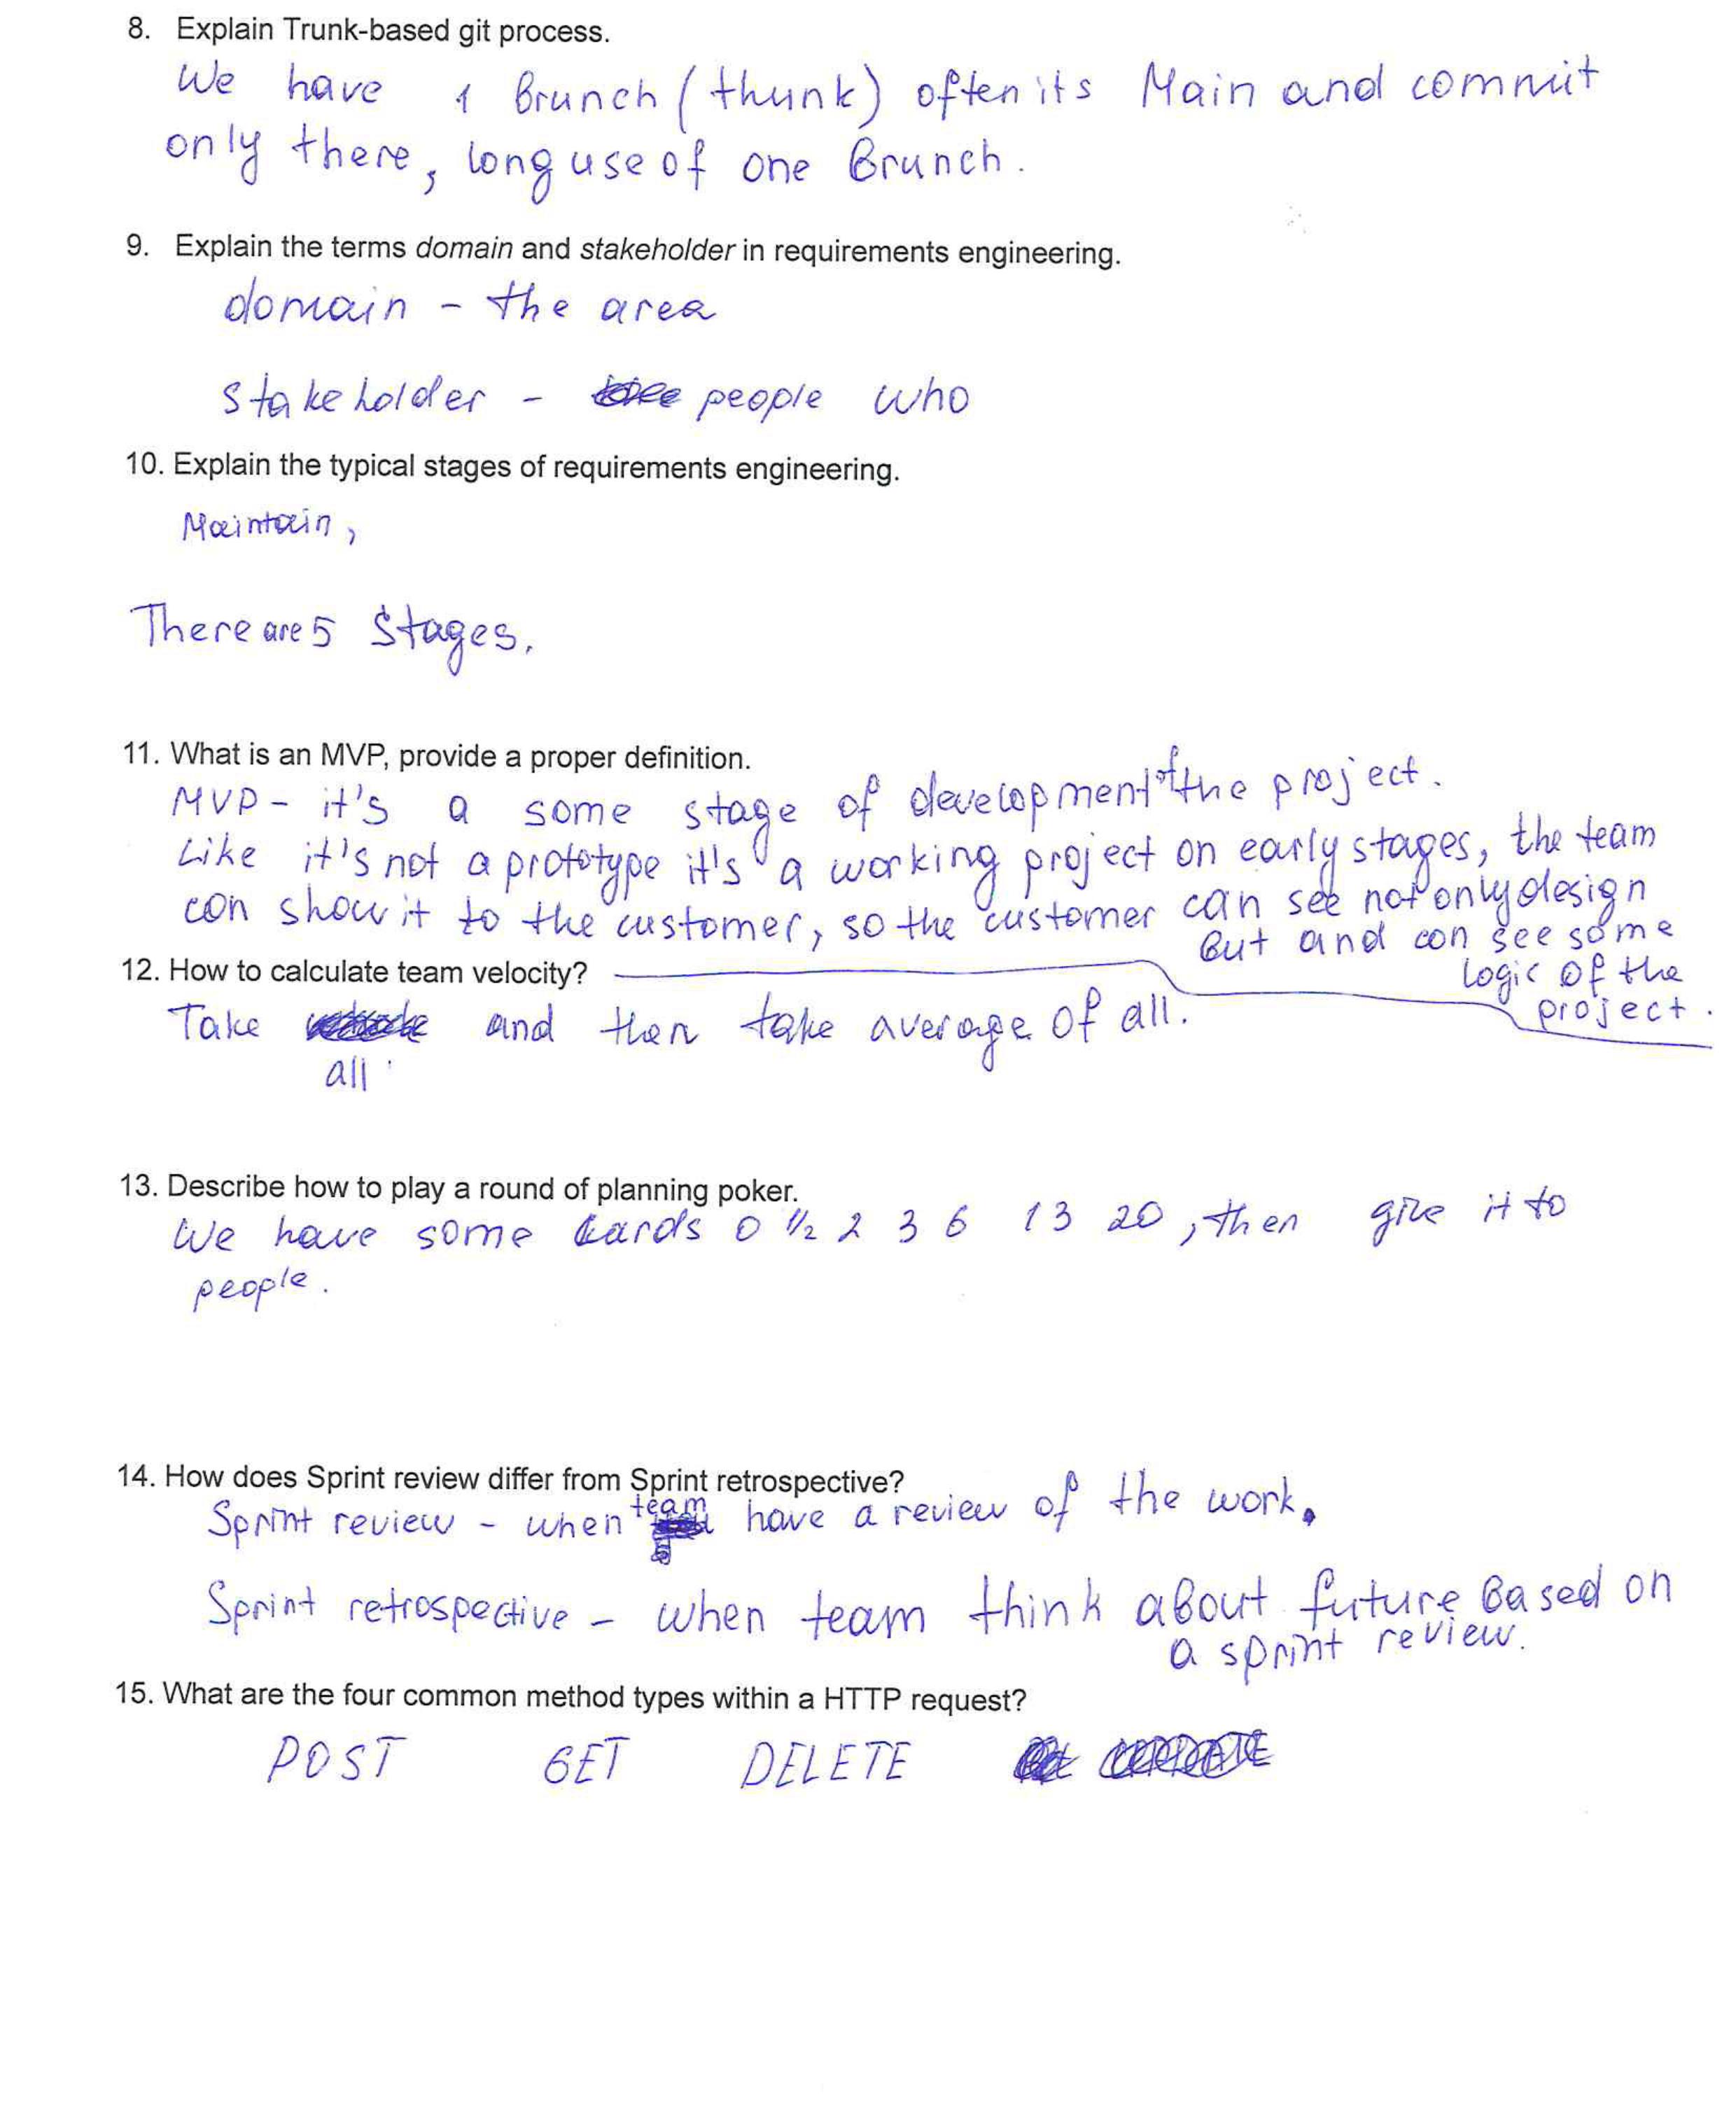 8. Explain Trunk-based git process.
We have 1 Brunch (thunk) often its Main and commit
only there, long use of one Brunch.
9. Explain the terms domain and stakeholder in requirements engineering.
domain - the area
stakeholder - people who
10. Explain the typical stages of requirements engineering.
Maintain,
There are 5 Stages.
11. What is an MVP, provide a proper definition.
MVP - it's a some stage of development of the project.
Like it's not a prototype it's a working project on early stages, the team
con show it to the customer, so the customer can see not only design
But and con see some
logic of the
project.
12. How to calculate team velocity?
Take and then take average of all.
all
13. Describe how to play a round of planning poker.
We have some cards 0 1/2 2 3 6 13 20, then give it to
people.
14. How does Sprint review differ from Sprint retrospective?
Sprint review - when team have a review of the work.
Sprint retrospective - when team think about future Based on
a sprint review.
15. What are the four common method types within a HTTP request?
POST GET DELETE